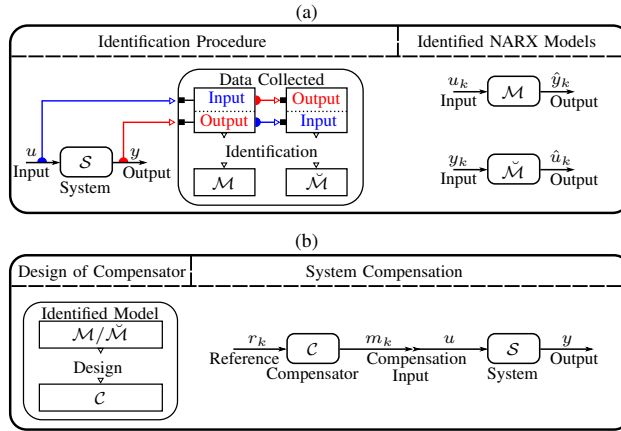 (a)
Identification Procedure
Identified NARX Models
Data Collected
Input
Output
Output
Input
Identification
ℳ
ℳ̆
u
Input
𝒮
System
y
Output
u_k
Input
ℳ
ŷ_k
Output
y_k
Input
ℳ̆
û_k
Output
(b)
Design of Compensator
System Compensation
Identified Model
ℳ/ℳ̆
Design
𝒞
r_k
Reference
𝒞
Compensator
m_k
Compensation
Input
u
𝒮
System
y
Output